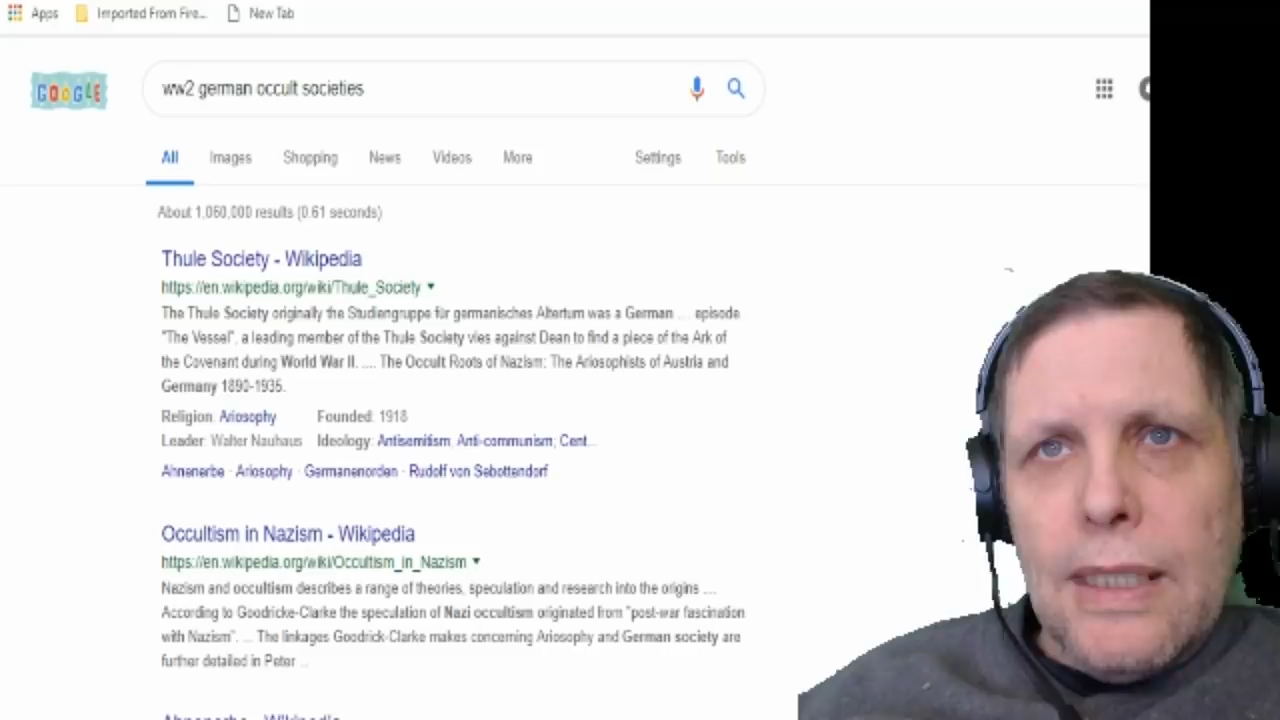 Apps Imported From Fire... New Tab
GOOGLE ww2 german occult societies
All Images Shopping News Videos More Settings Tools
About 1,060,000 results (0.61 seconds)
Thule Society - Wikipedia
https://en.wikipedia.org/wiki/Thule_Society
The Thule Society originally the Studiengruppe für germanisches Altertum was a German ... episode
"The Vessel", a leading member of the Thule Society vies against Dean to find a piece of the Ark of
the Covenant during World War II. .... The Occult Roots of Nazism: The Ariosophists of Austria and
Germany 1890-1935.
Religion: Ariosophy Founded: 1918
Leader: Walter Nauhaus Ideology: Antisemitism; Anti-communism; Cent...
Ahnenerbe · Ariosophy · Germanenorden · Rudolf von Sebottendorf
Occultism in Nazism - Wikipedia
https://en.wikipedia.org/wiki/Occultism_in_Nazism
Nazism and occultism describes a range of theories, speculation and research into the origins ....
According to Goodricke-Clarke the speculation of Nazi occultism originated from "post-war fascination
with Nazism". ... The linkages Goodrick-Clarke makes concerning Ariosophy and German society are
further detailed in Peter ...
Ahnenerbe - Wikipedia